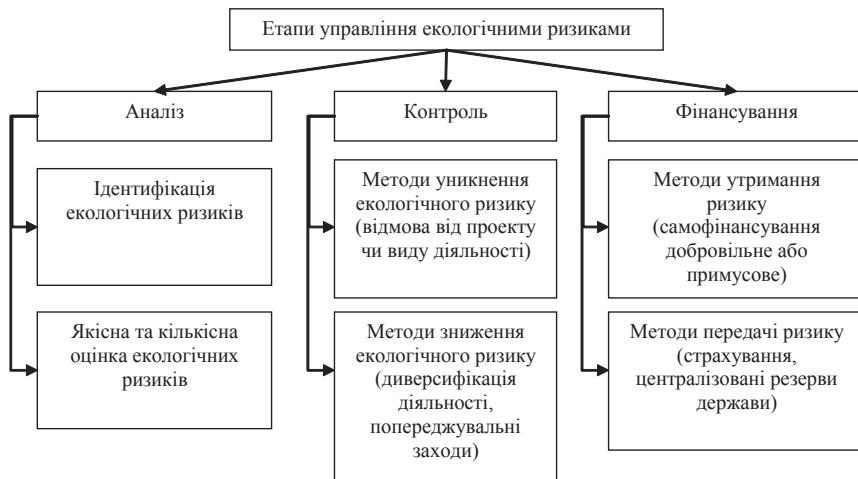 Етапи управління екологічними ризиками
Аналіз
Ідентифікація
екологічних ризиків
Якісна та кількісна
оцінка екологічних
ризиків
Контроль
Методи уникнення
екологічного ризику
(відмова від проекту
чи виду діяльності)
Методи зниження
екологічного ризику
(диверсифікація
діяльності,
попереджувальні
заходи)
Фінансування
Методи утримання
ризику
(самофінансування
добровільне або
примусове)
Методи передачі ризику
(страхування,
централізовані резерви
держави)